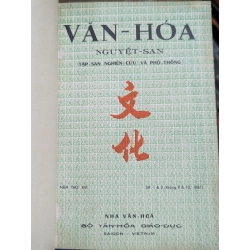 VĂN-HÓA
NGUYỆT-SAN
TẬP-SAN NGHIÊN-CỨU VÀ PHỔ-THÔNG
文
化
NHA VĂN-HÓA
BỘ VĂN-HÓA GIÁO-DỤC
SAIGON - VIETNAM